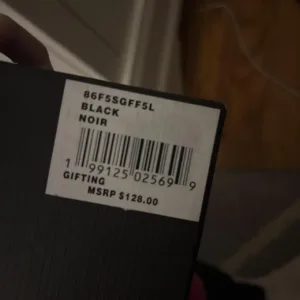 86F5SGFF5L
BLACK
NOIR
1 99125 02569 9
GIFTING
MSRP $128.00